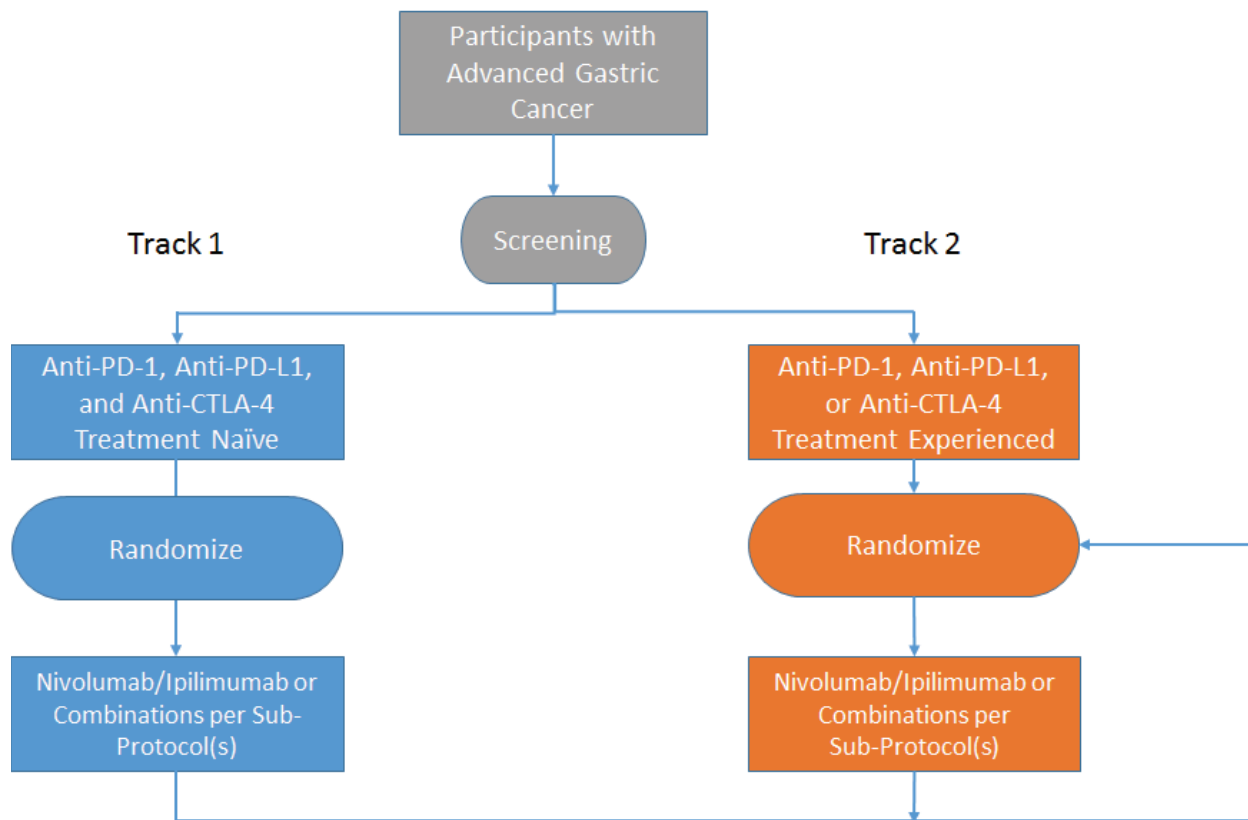 Participants with
Advanced Gastric
Cancer
Screening
Track 1
Track 2
Anti-PD-1, Anti-PD-L1,
and Anti-CTLA-4
Treatment Naïve
Anti-PD-1, Anti-PD-L1,
or Anti-CTLA-4
Treatment Experienced
Randomize
Randomize
Nivolumab/Ipilimumab or
Combinations per Sub-
Protocol(s)
Nivolumab/Ipilimumab or
Combinations per
Sub-Protocol(s)